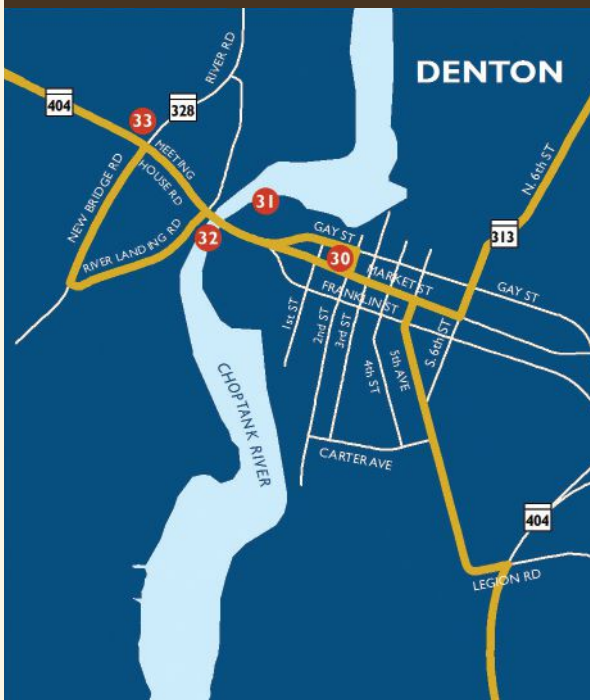 DENTON
RIVER RD
404
328
33
MEETING
HOUSE RD
NEW BRIDGE RD
RIVER LANDING RD
31
32
N. 6th ST
313
GAY ST
30
MARKET ST
GAY ST
FRANKLIN ST
1st ST
2nd ST
3rd ST
4th ST
5th AVE
S. 6th ST
CHOPTANK RIVER
CARTER AVE
404
LEGION RD